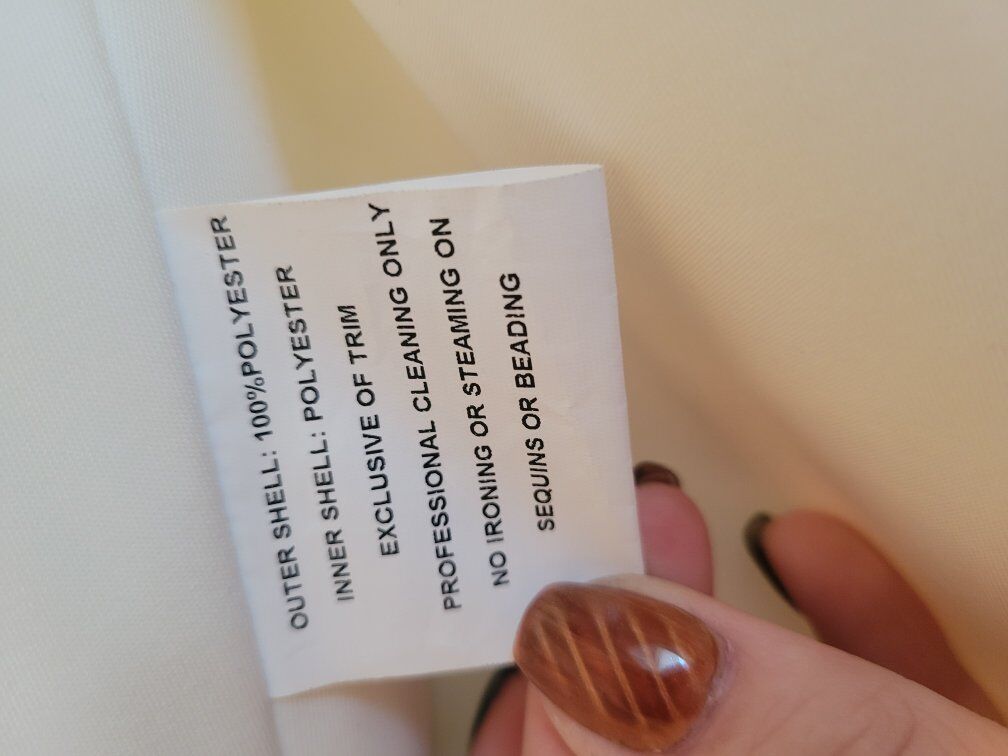 OUTER SHELL: 100%POLYESTER
INNER SHELL: POLYESTER
EXCLUSIVE OF TRIM
PROFESSIONAL CLEANING ONLY
NO IRONING OR STEAMING ON
SEQUINS OR BEADING